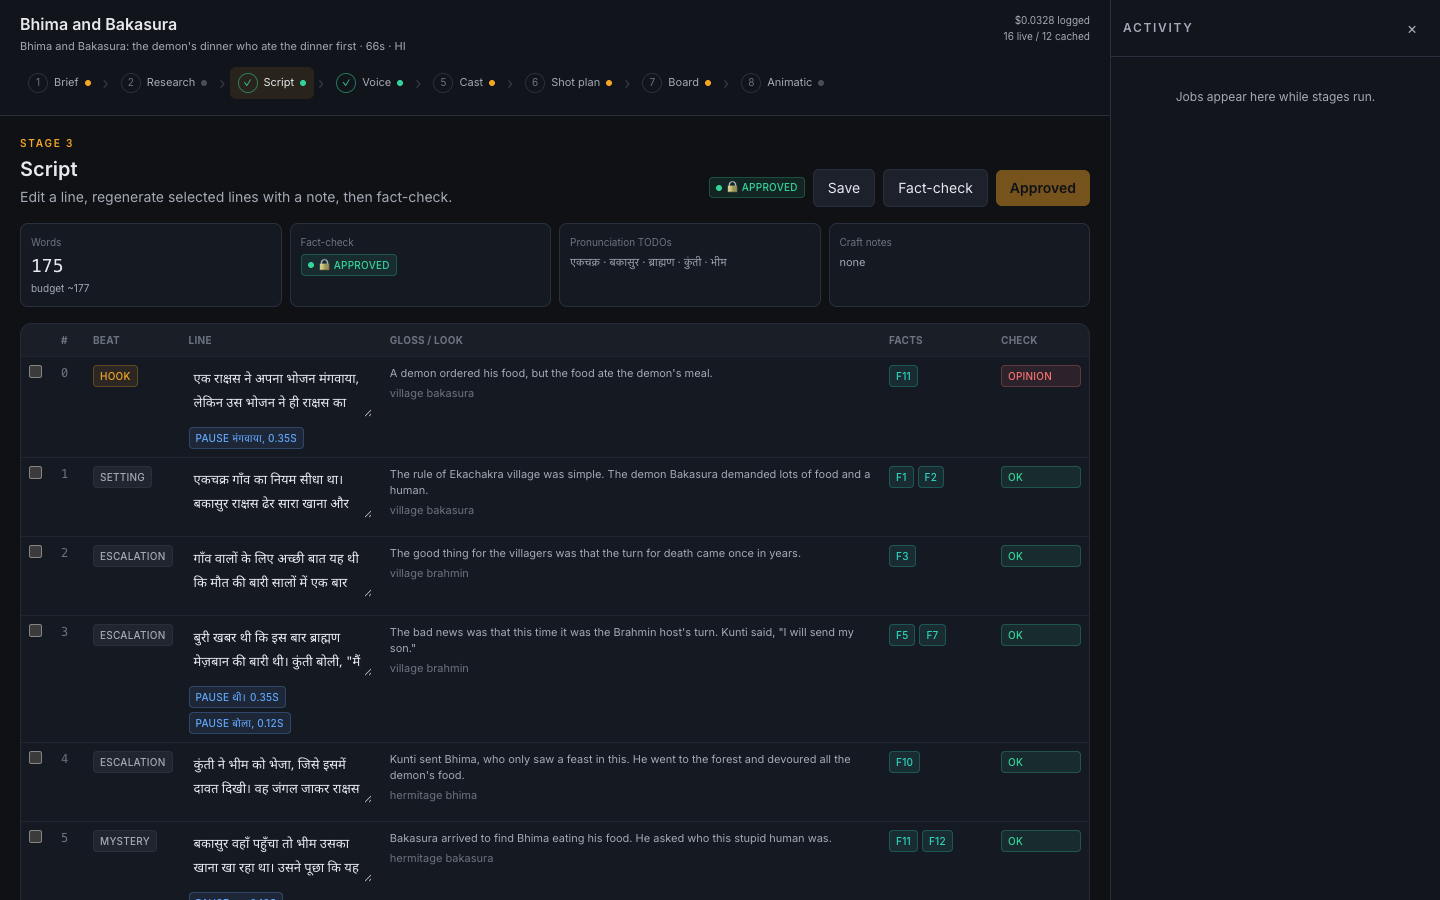 Bhima and Bakasura
Bhima and Bakasura: the demon's dinner who ate the dinner first · 66s · HI
$0.0328 logged
16 live / 12 cached
1 Brief
2 Research
Script
Voice
5 Cast
6 Shot plan
7 Board
8 Animatic
ACTIVITY
×
Jobs appear here while stages run.
STAGE 3
Script
Edit a line, regenerate selected lines with a note, then fact-check.
APPROVED
Save
Fact-check
Approved
Words
175
budget ~177
Fact-check
APPROVED
Pronunciation TODOs
एकचक्र · बकासुर · ब्राह्मण · कुंती · भीम
Craft notes
none
# BEAT LINE GLOSS / LOOK FACTS CHECK
0
HOOK
एक राक्षस ने अपना भोजन मंगवाया,
लेकिन उस भोजन ने ही राक्षस का
PAUSE मंगवाया, 0.35S
A demon ordered his food, but the food ate the demon's meal.
village bakasura
F11
OPINION
1
SETTING
एकचक्र गाँव का नियम सीधा था।
बकासुर राक्षस ढेर सारा खाना और
The rule of Ekachakra village was simple. The demon Bakasura demanded lots of food and a
human.
village bakasura
F1 F2
OK
2
ESCALATION
गाँव वालों के लिए अच्छी बात यह थी
कि मौत की बारी सालों में एक बार
The good thing for the villagers was that the turn for death came once in years.
village brahmin
F3
OK
3
ESCALATION
बुरी खबर थी कि इस बार ब्राह्मण
मेज़बान की बारी थी। कुंती बोली, "मैं
PAUSE थी। 0.35S
PAUSE बोला, 0.12S
The bad news was that this time it was the Brahmin host's turn. Kunti said, "I will send my
son."
village brahmin
F5 F7
OK
4
ESCALATION
कुंती ने भीम को भेजा, जिसे इसमें
दावत दिखी। वह जंगल जाकर राक्षस
Kunti sent Bhima, who only saw a feast in this. He went to the forest and devoured all the
demon's food.
hermitage bhima
F10
OK
5
MYSTERY
बकासुर वहाँ पहुँचा तो भीम उसका
खाना खा रहा था। उसने पूछा कि यह
Bakasura arrived to find Bhima eating his food. He asked who this stupid human was.
hermitage bakasura
F11 F12
OK